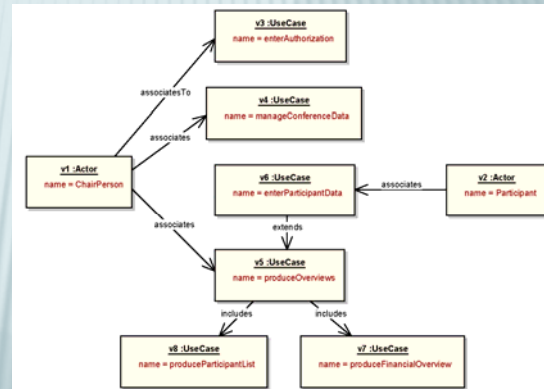 v3 :UseCase
name = enterAuthorization
associatesTo
v4 :UseCase
name = manageConferenceData
associates
v1 :Actor
name = ChairPerson
v6 :UseCase
name = enterParticipantData
associates
v2 :Actor
name = Participant
extends
associates
v5 :UseCase
name = produceOverviews
includes
includes
v8 :UseCase
name = produceParticipantList
v7 :UseCase
name = produceFinancialOverview